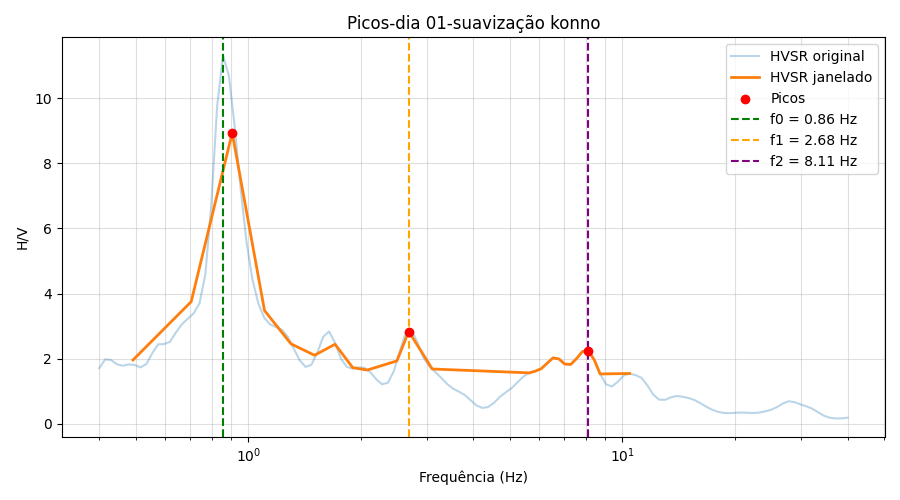 Picos-dia 01-suavização konno
HVSR original
HVSR janelado
Picos
f0 = 0.86 Hz
f1 = 2.68 Hz
f2 = 8.11 Hz
H/V
10
8
6
4
2
0
10⁰
10¹
Frequência (Hz)